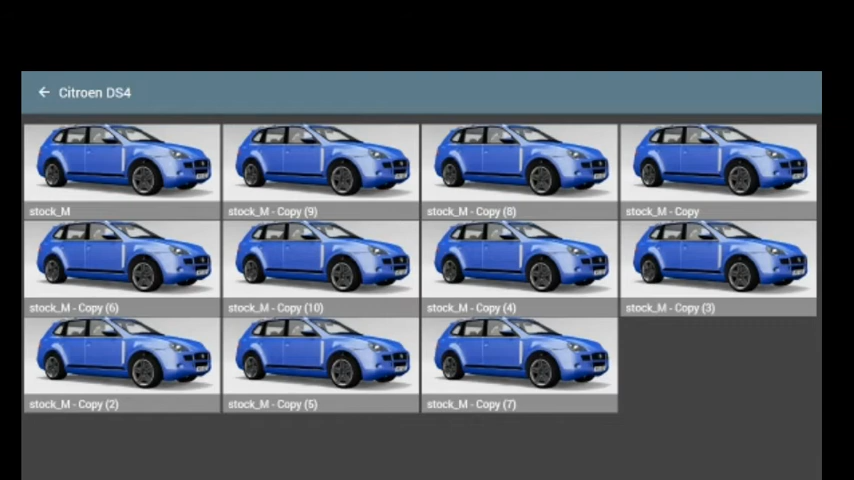 Citroen DS4
stock_M
stock_M - Copy (9)
stock_M - Copy (8)
stock_M - Copy
stock_M - Copy (6)
stock_M - Copy (10)
stock_M - Copy (4)
stock_M - Copy (3)
stock_M - Copy (2)
stock_M - Copy (5)
stock_M - Copy (7)